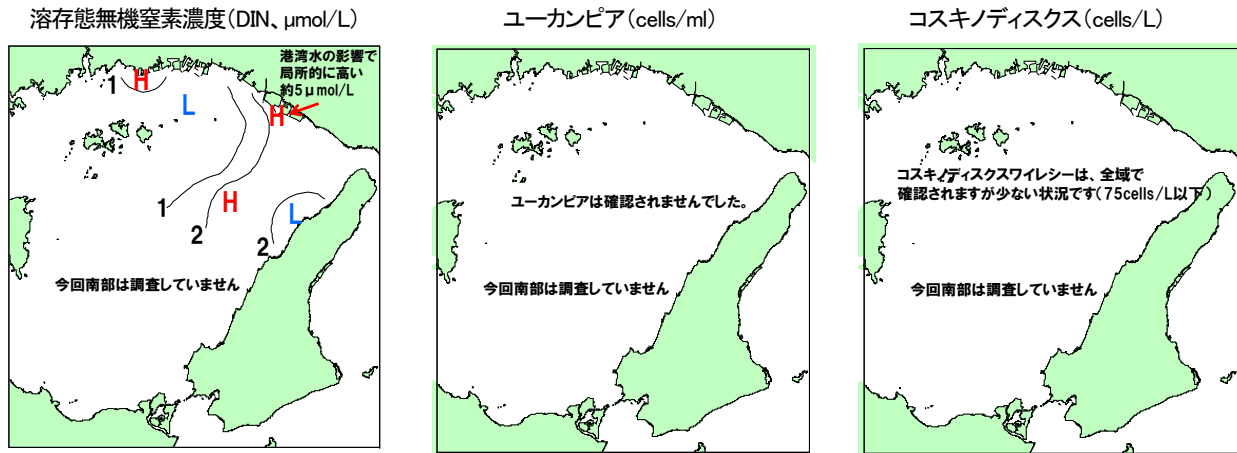 溶存態無機窒素濃度(DIN、μmol/L)
港湾水の影響で
局所的に高い
約5μmol/L
1
H
L
H
1
H
2
L
2
今回南部は調査していません
ユーカンピア(cells/ml)
ユーカンピアは確認されませんでした。
今回南部は調査していません
コスキノディスクス(cells/L)
コスキノディスクスワイレシーは、全域で
確認されますが少ない状況です(75cells/L以下)
今回南部は調査していません